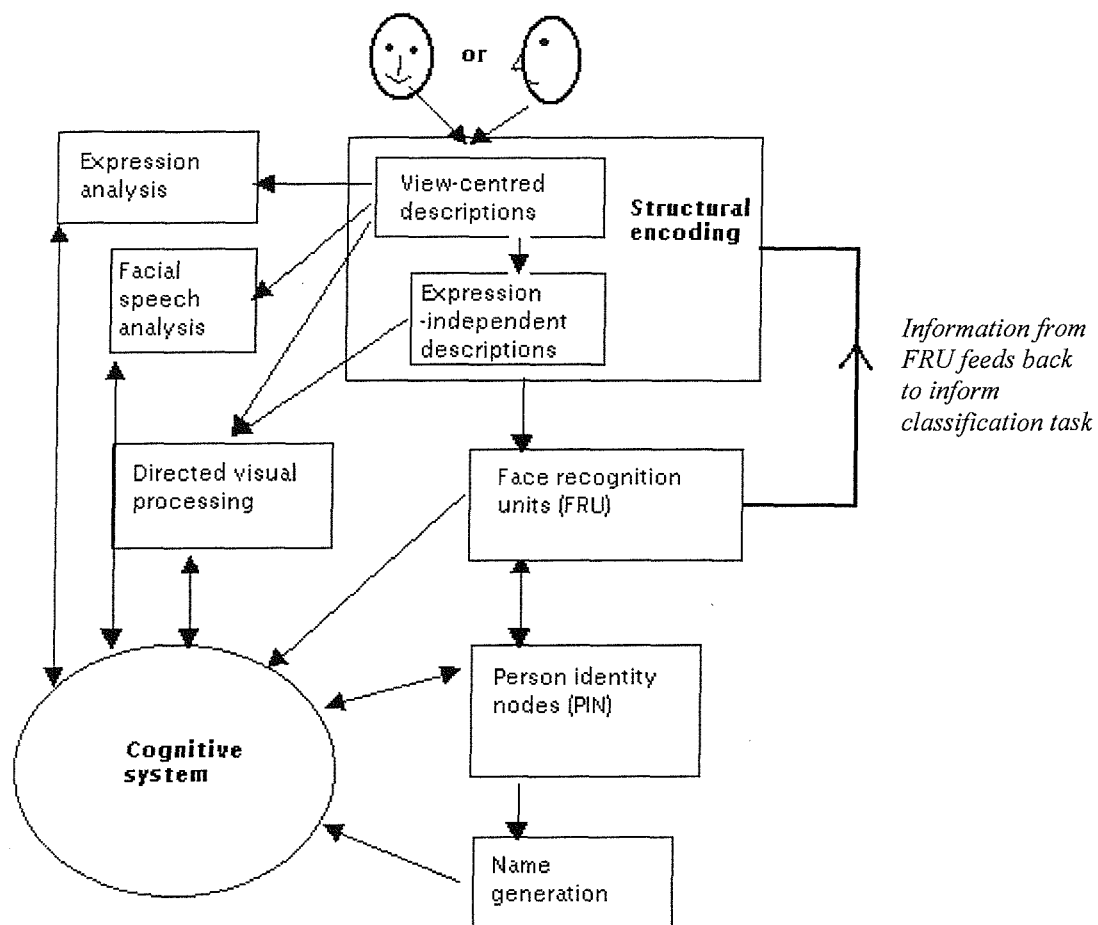 or
Expression
analysis
View-centred
descriptions
Structural
encoding
Facial
speech
analysis
Expression
-independent
descriptions
Information from
FRU feeds back
to inform
classification task
Directed visual
processing
Face recognition
units (FRU)
Person identity
nodes (PIN)
Cognitive
system
Name
generation